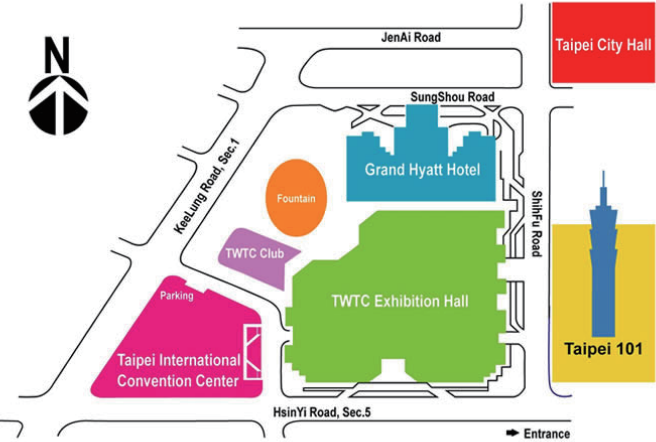 N
JenAi Road
Taipei City Hall
SungShou Road
KeeLung Road, Sec.1
Grand Hyatt Hotel
Fountain
ShihFu Road
TWTC Club
Parking
TWTC Exhibition Hall
Taipei 101
Taipei International
Convention Center
HsinYi Road, Sec.5
Entrance